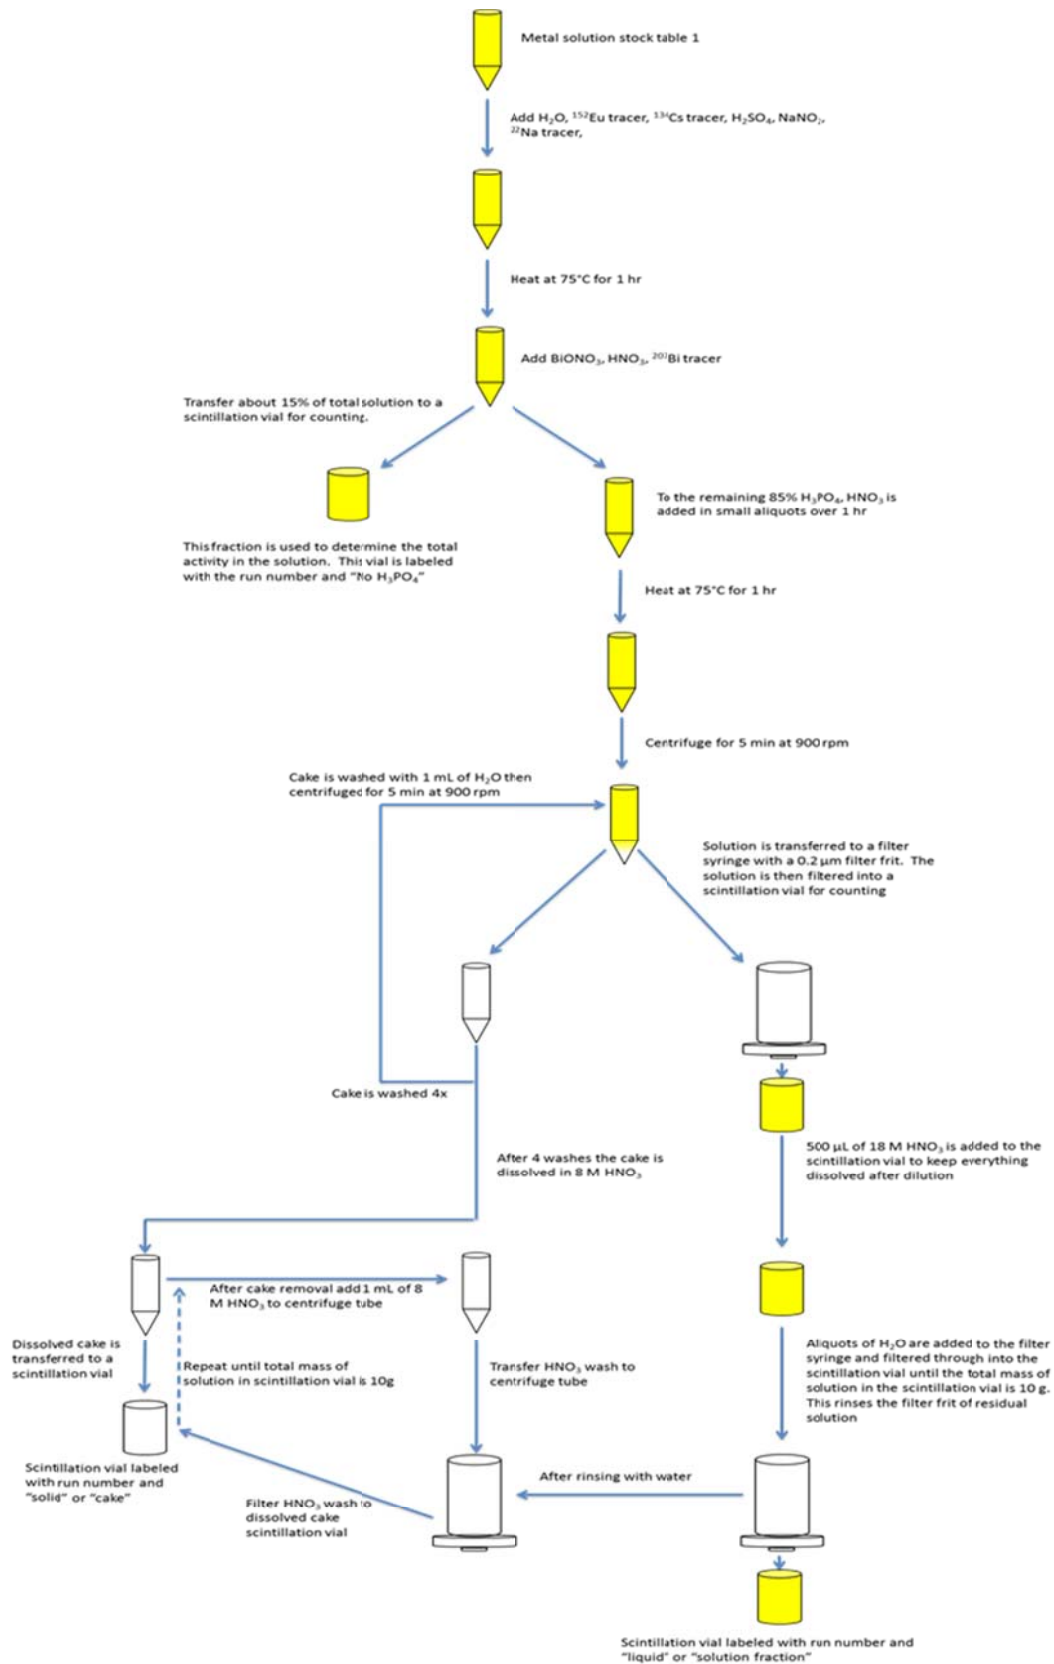 Metal solution stock table 1
Add H₂O, ¹⁵²Eu tracer, ¹³⁴Cs tracer, H₂SO₄, NaNO₃,
²²Na tracer,
Heat at 75°C for 1 hr
Add BiONO₃, HNO₃, ²⁰⁷Bi tracer
Transfer about 15% of total solution to a
scintillation vial for counting.
To the remaining 85% H₃PO₄, HNO₃ is
added in small aliquots over 1 hr
This fraction is used to determine the total
activity in the solution. This vial is labeled
with the run number and "No H₃PO₄"
Heat at 75°C for 1 hr
Centrifuge for 5 min at 900 rpm
Cake is washed with 1 mL of H₂O then
centrifuged for 5 min at 900 rpm
Solution is transferred to a filter
syringe with a 0.2 µm filter frit. The
solution is then filtered into a
scintillation vial for counting
Cake is washed 4x
500 µL of 18 M HNO₃ is added to the
scintillation vial to keep everything
dissolved after dilution
After 4 washes the cake is
dissolved in 8 M HNO₃
After cake removal add 1 mL of 8
M HNO₃ to centrifuge tube
Dissolved cake is
transferred to a
scintillation vial
Repeat until total mass of
solution in scintillation vial is 10g
Transfer HNO₃ wash to
centrifuge tube
Aliquots of H₂O are added to the filter
syringe and filtered through into the
scintillation vial until the total mass of
solution in the scintillation vial is 10 g.
This rinses the filter frit of residual
solution
Scintillation vial labeled
with run number and
"solid" or "cake"
After rinsing with water
Filter HNO₃ wash to
dissolved cake
scintillation vial
Scintillation vial labeled with run number and
"liquid" or "solution fraction"